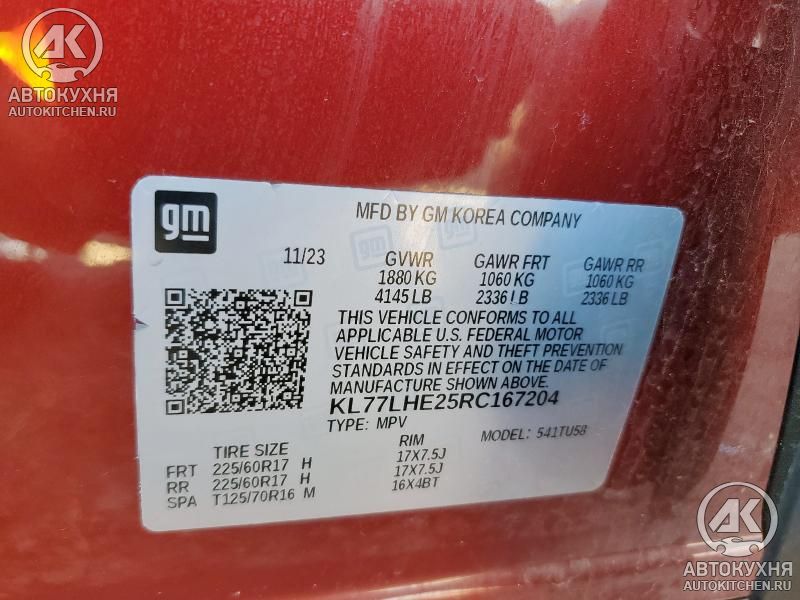 AK
АВТОКУХНЯ
AUTOKITCHEN.RU
gm
MFD BY GM KOREA COMPANY
11/23 GVWR GAWR FRT GAWR RR
1880 KG 1060 KG 1060 KG
4145 LB 2336 LB 2336 LB
THIS VEHICLE CONFORMS TO ALL
APPLICABLE U.S. FEDERAL MOTOR
VEHICLE SAFETY AND THEFT PREVENTION
STANDARDS IN EFFECT ON THE DATE OF
MANUFACTURE SHOWN ABOVE.
KL77LHE25RC167204
TYPE: MPV MODEL: 541TU58
TIRE SIZE RIM
FRT 225/60R17 H 17X7.5J
RR 225/60R17 H 17X7.5J
SPA T125/70R16 M 16X4BT
AK
АВТОКУХНЯ
AUTOKITCHEN.RU